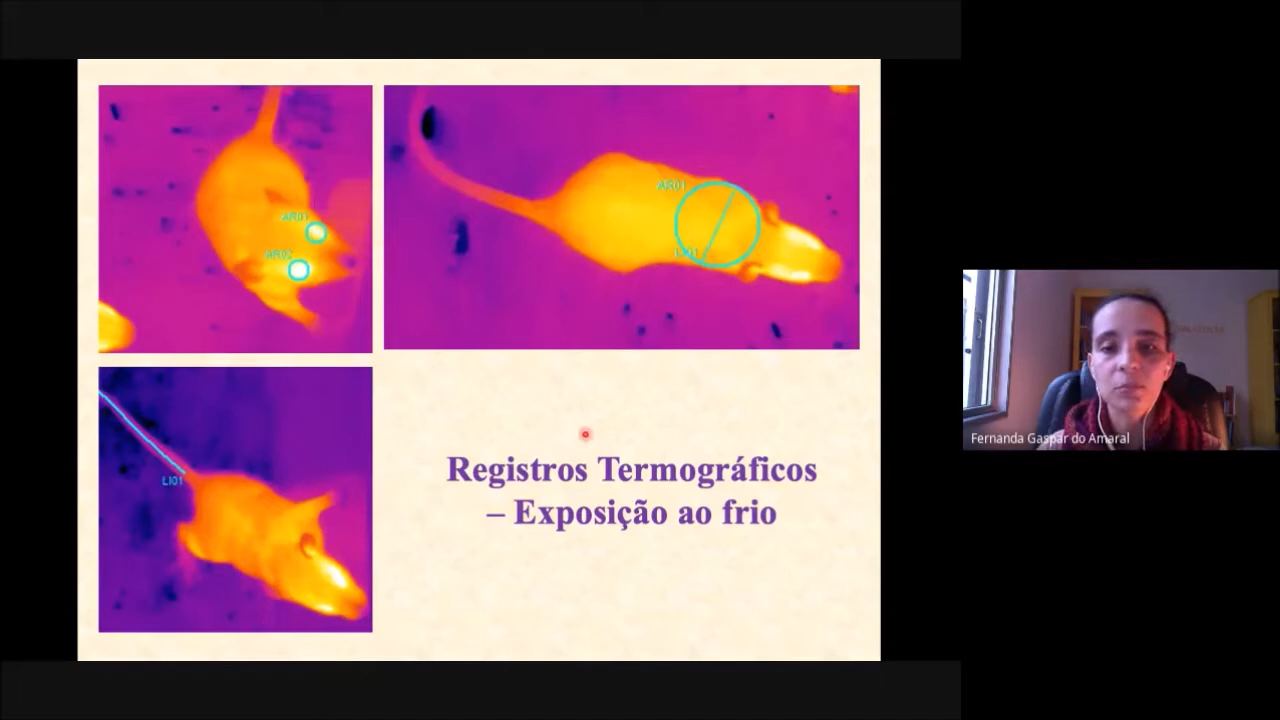 AR01
AR02
AR01
LI01
LI01
Registros Termográficos
– Exposição ao frio
Fernanda Gaspar do Amaral